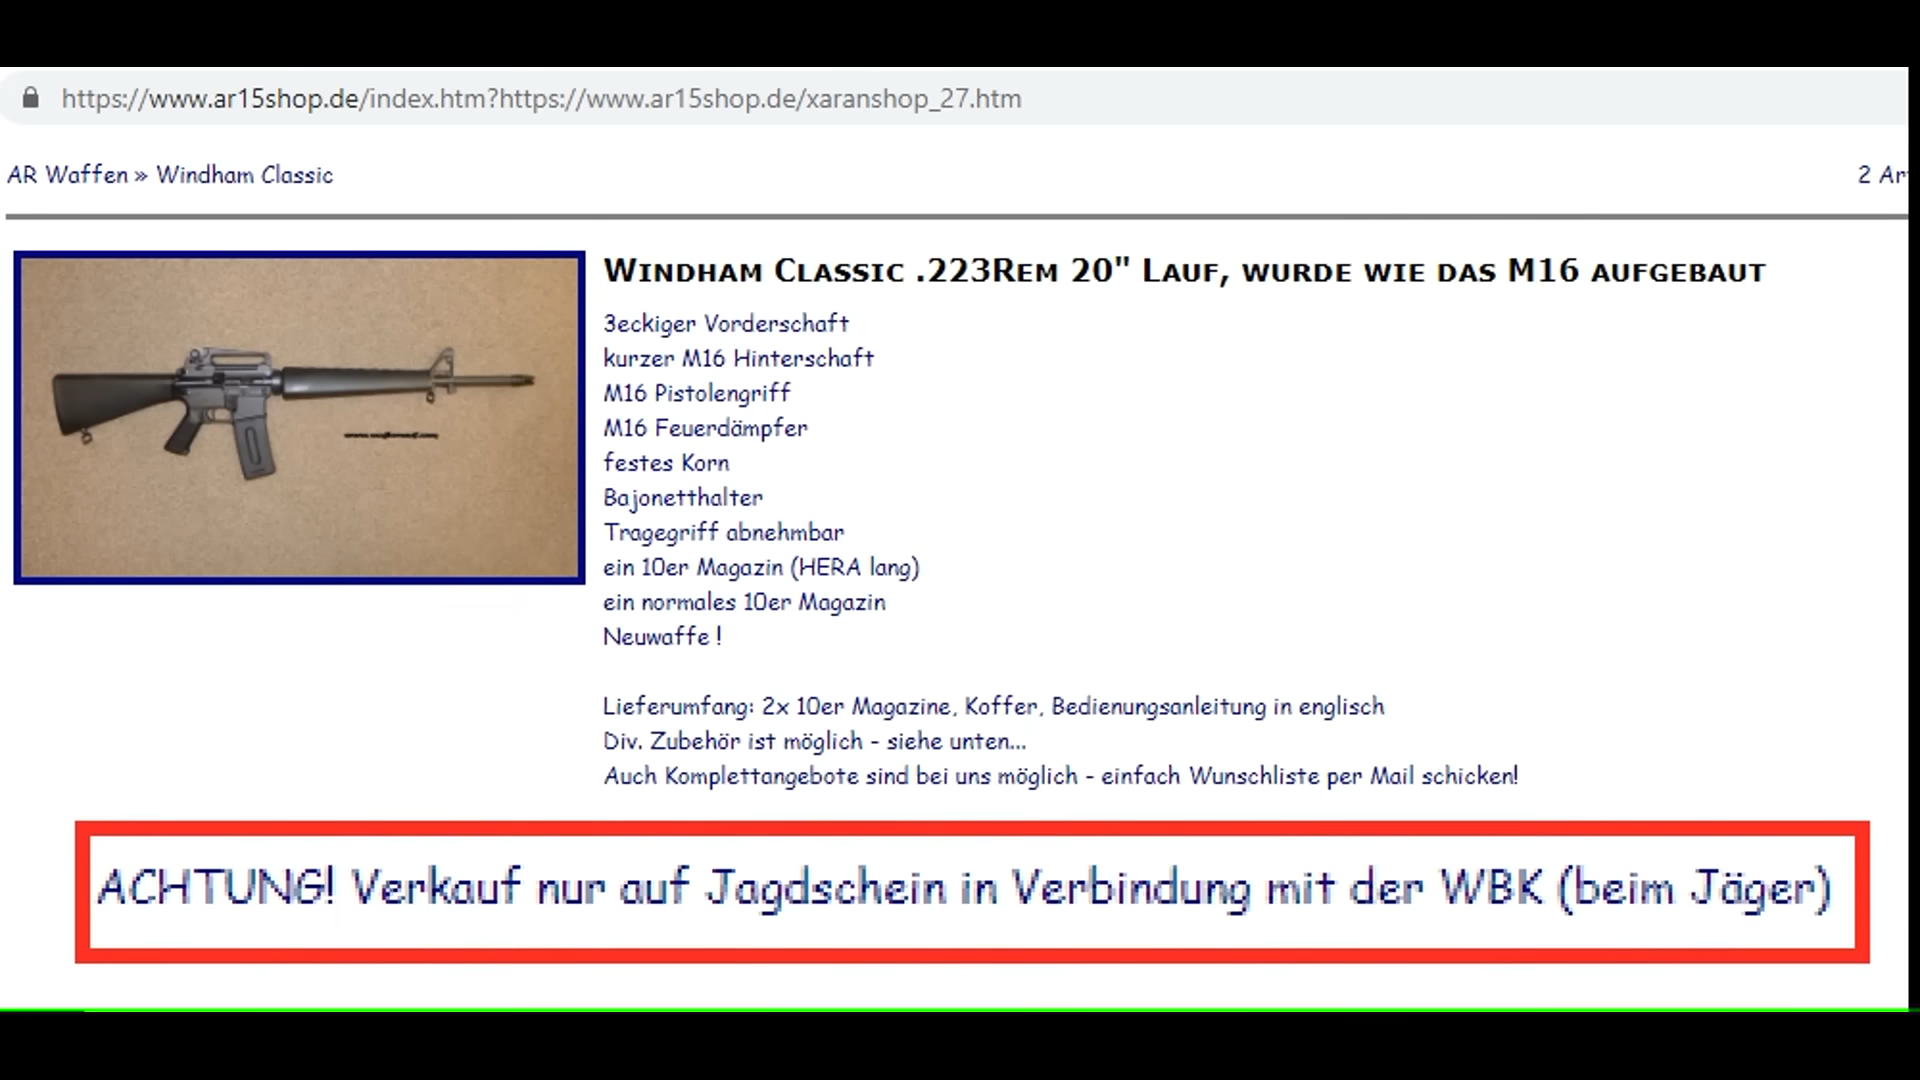 https://www.ar15shop.de/index.htm?https://www.ar15shop.de/xaranshop_27.htm
AR Waffen » Windham Classic
2 Ar
WINDHAM CLASSIC .223REM 20" LAUF, WURDE WIE DAS M16 AUFGEBAUT
3eckiger Vorderschaft
kurzer M16 Hinterschaft
M16 Pistolengriff
M16 Feuerdämpfer
festes Korn
Bajonetthalter
Tragegriff abnehmbar
ein 10er Magazin (HERA lang)
ein normales 10er Magazin
Neuwaffe !
Lieferumfang: 2x 10er Magazine, Koffer, Bedienungsanleitung in englisch
Div. Zubehör ist möglich - siehe unten...
Auch Komplettangebote sind bei uns möglich - einfach Wunschliste per Mail schicken!
ACHTUNG! Verkauf nur auf Jagdschein in Verbindung mit der WBK (beim Jäger)